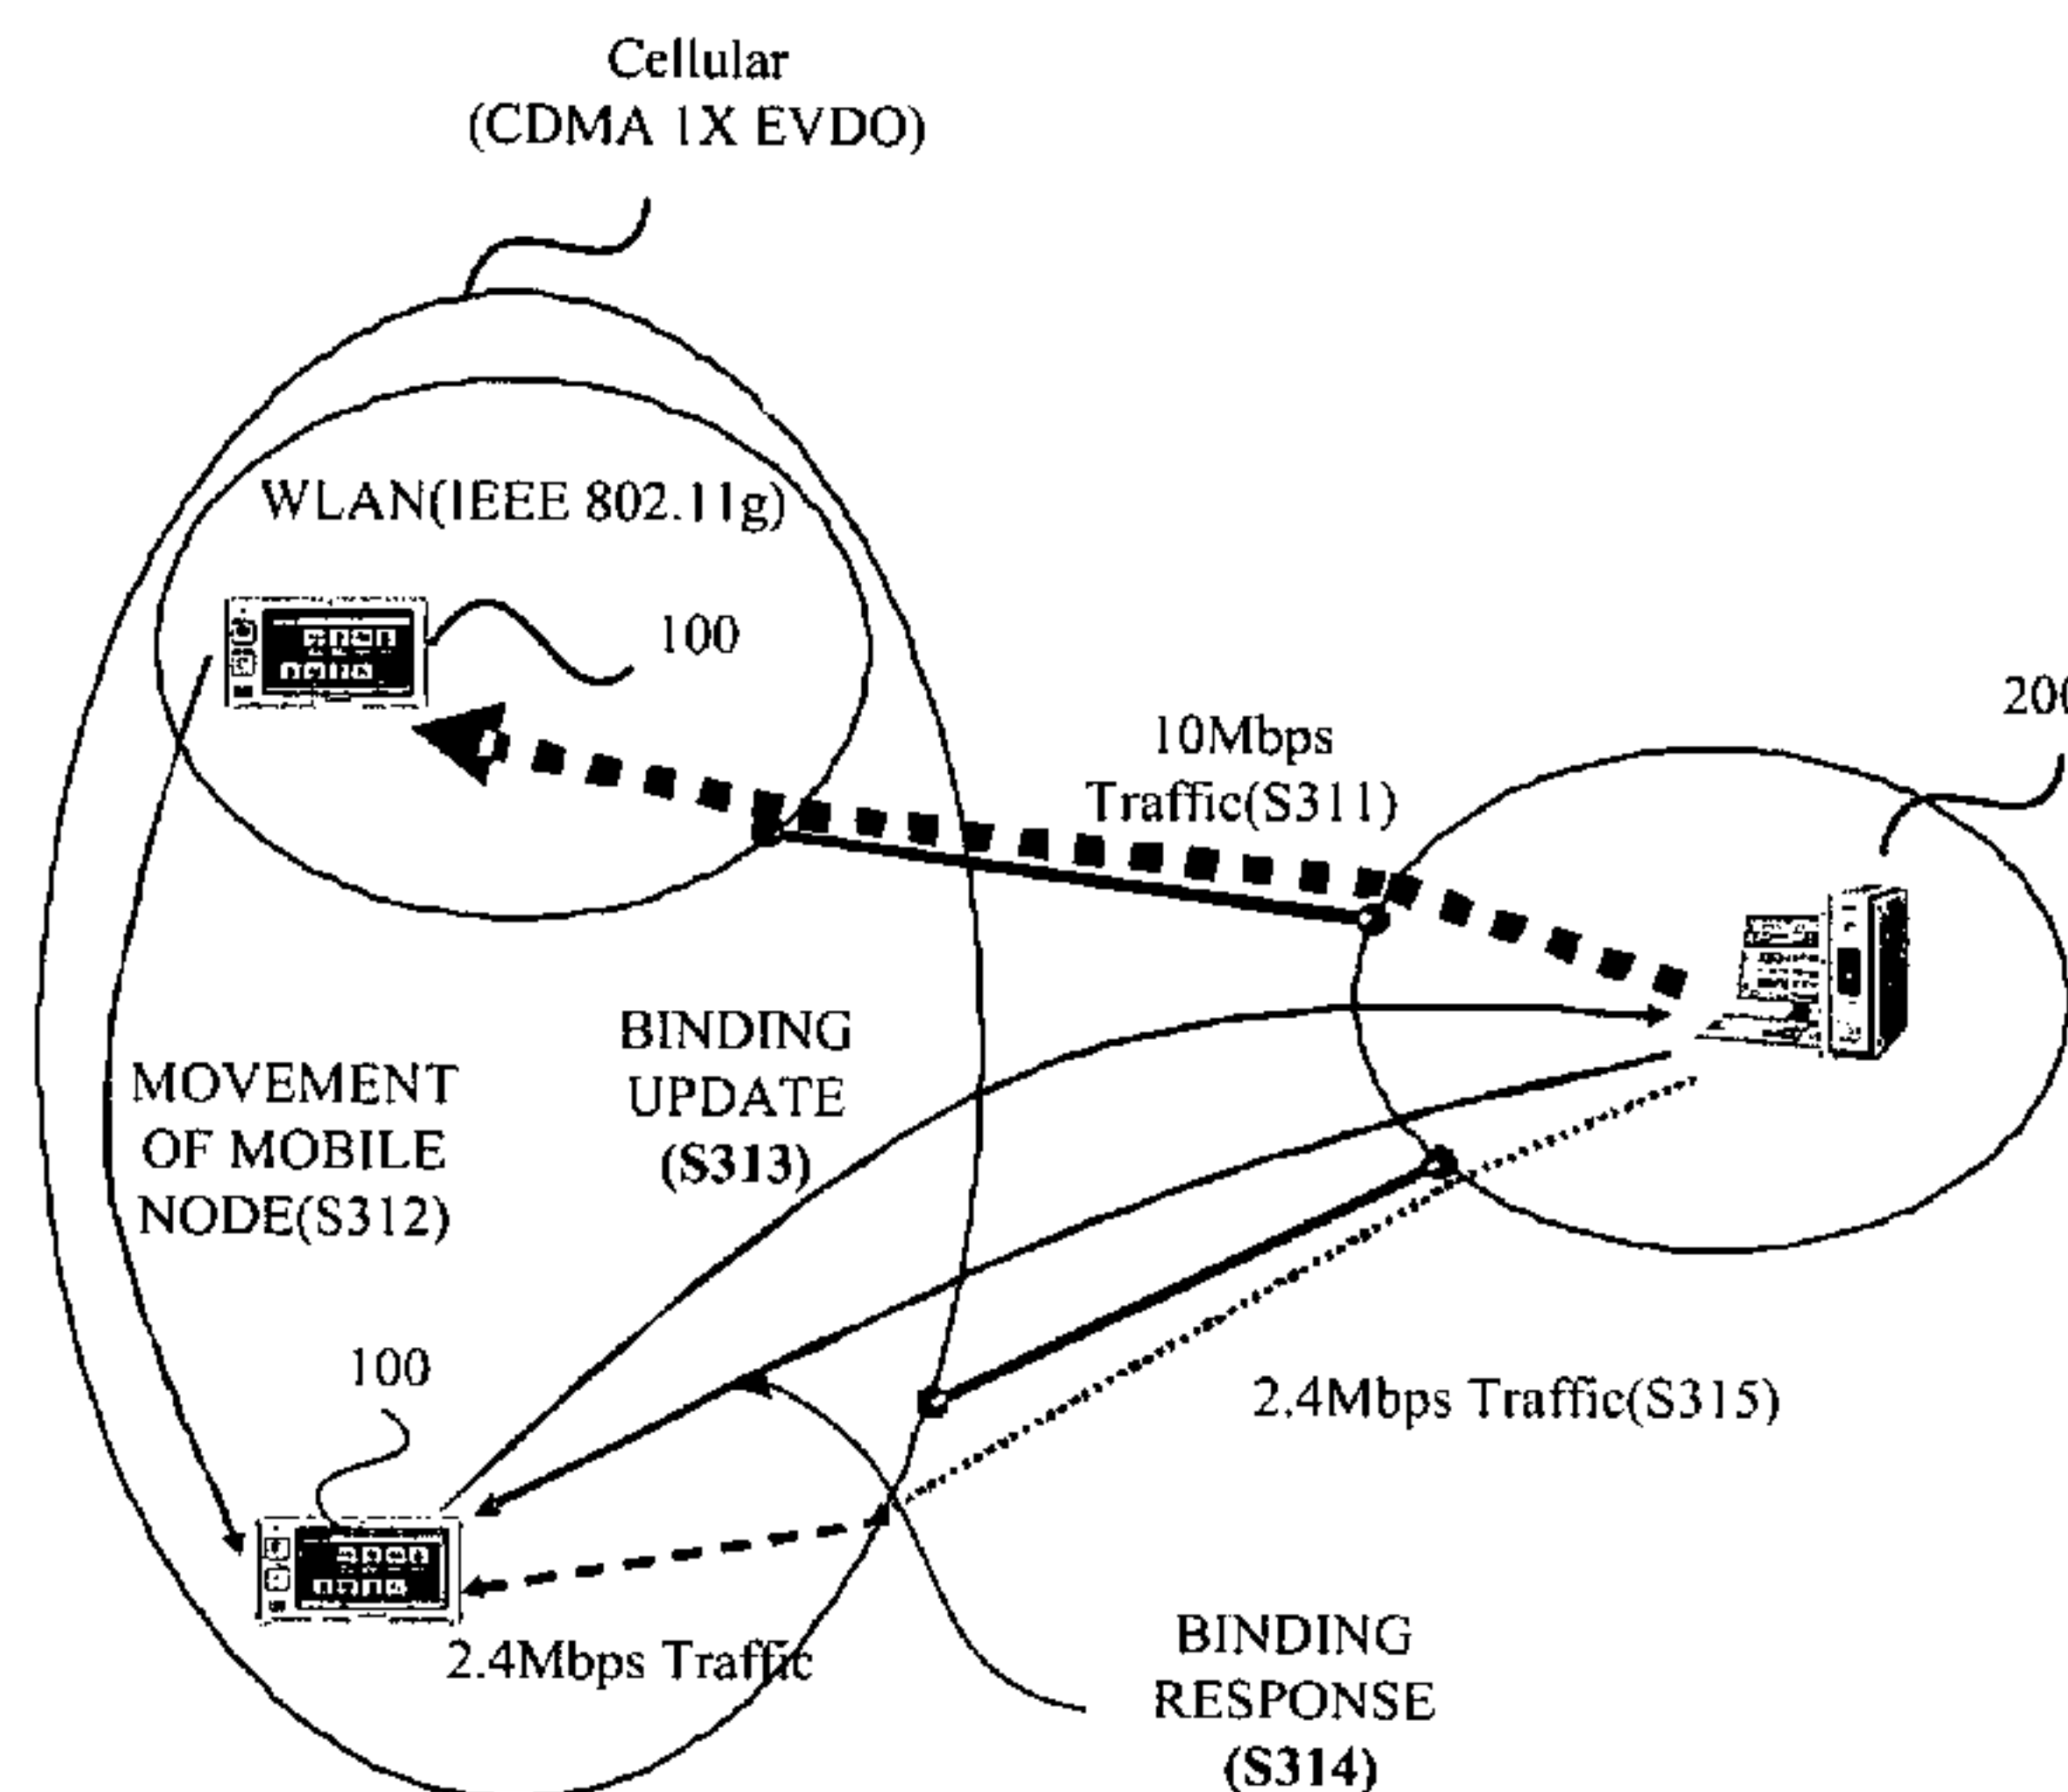 Cellular
(CDMA 1X EVDO)
WLAN(IEEE 802.11g)
100
200
10Mbps
Traffic(S311)
BINDING
UPDATE
(S313)
MOVEMENT
OF MOBILE
NODE(S312)
100
2.4Mbps Traffic(S315)
2.4Mbps Traffic
BINDING
RESPONSE
(S314)